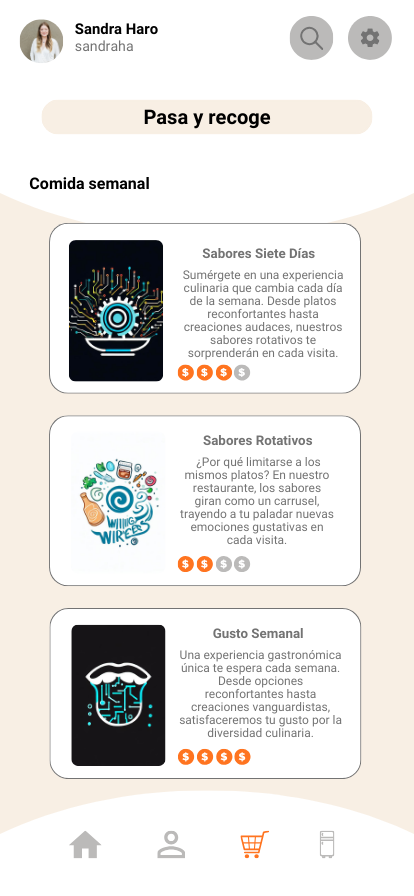 Sandra Haro
sandraha
Pasa y recoge
Comida semanal
Sabores Siete Días
Sumérgete en una experiencia
culinaria que cambia cada día
de la semana. Desde platos
reconfortantes hasta
creaciones audaces, nuestros
sabores rotativos te
sorprenderán en cada visita.
$ $ $ $
Sabores Rotativos
¿Por qué limitarse a los
mismos platos? En nuestro
restaurante, los sabores
giran como un carrusel,
trayendo a tu paladar nuevas
emociones gustativas en
cada visita.
$ $ $ $
Gusto Semanal
Una experiencia gastronómica
única te espera cada semana.
Desde opciones
reconfortantes hasta
creaciones vanguardistas,
satisfaceremos tu gusto por la
diversidad culinaria.
$ $ $ $